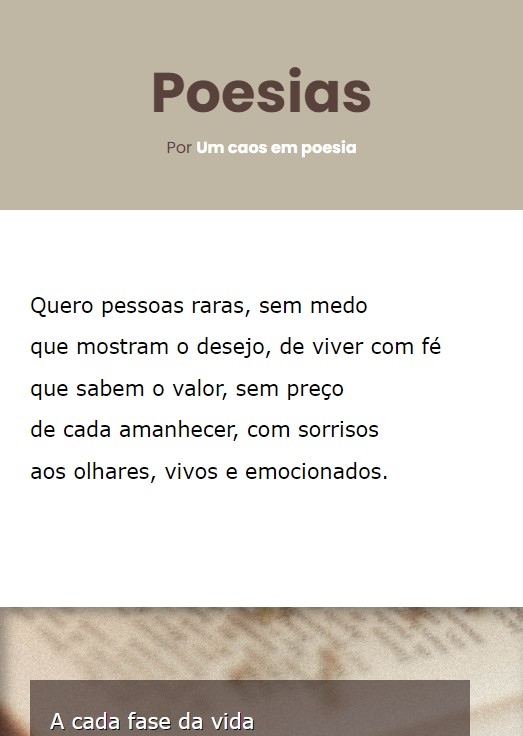 Poesias
Por Um caos em poesia
Quero pessoas raras, sem medo
que mostram o desejo, de viver com fé
que sabem o valor, sem preço
de cada amanhecer, com sorrisos
aos olhares, vivos e emocionados.
A cada fase da vida